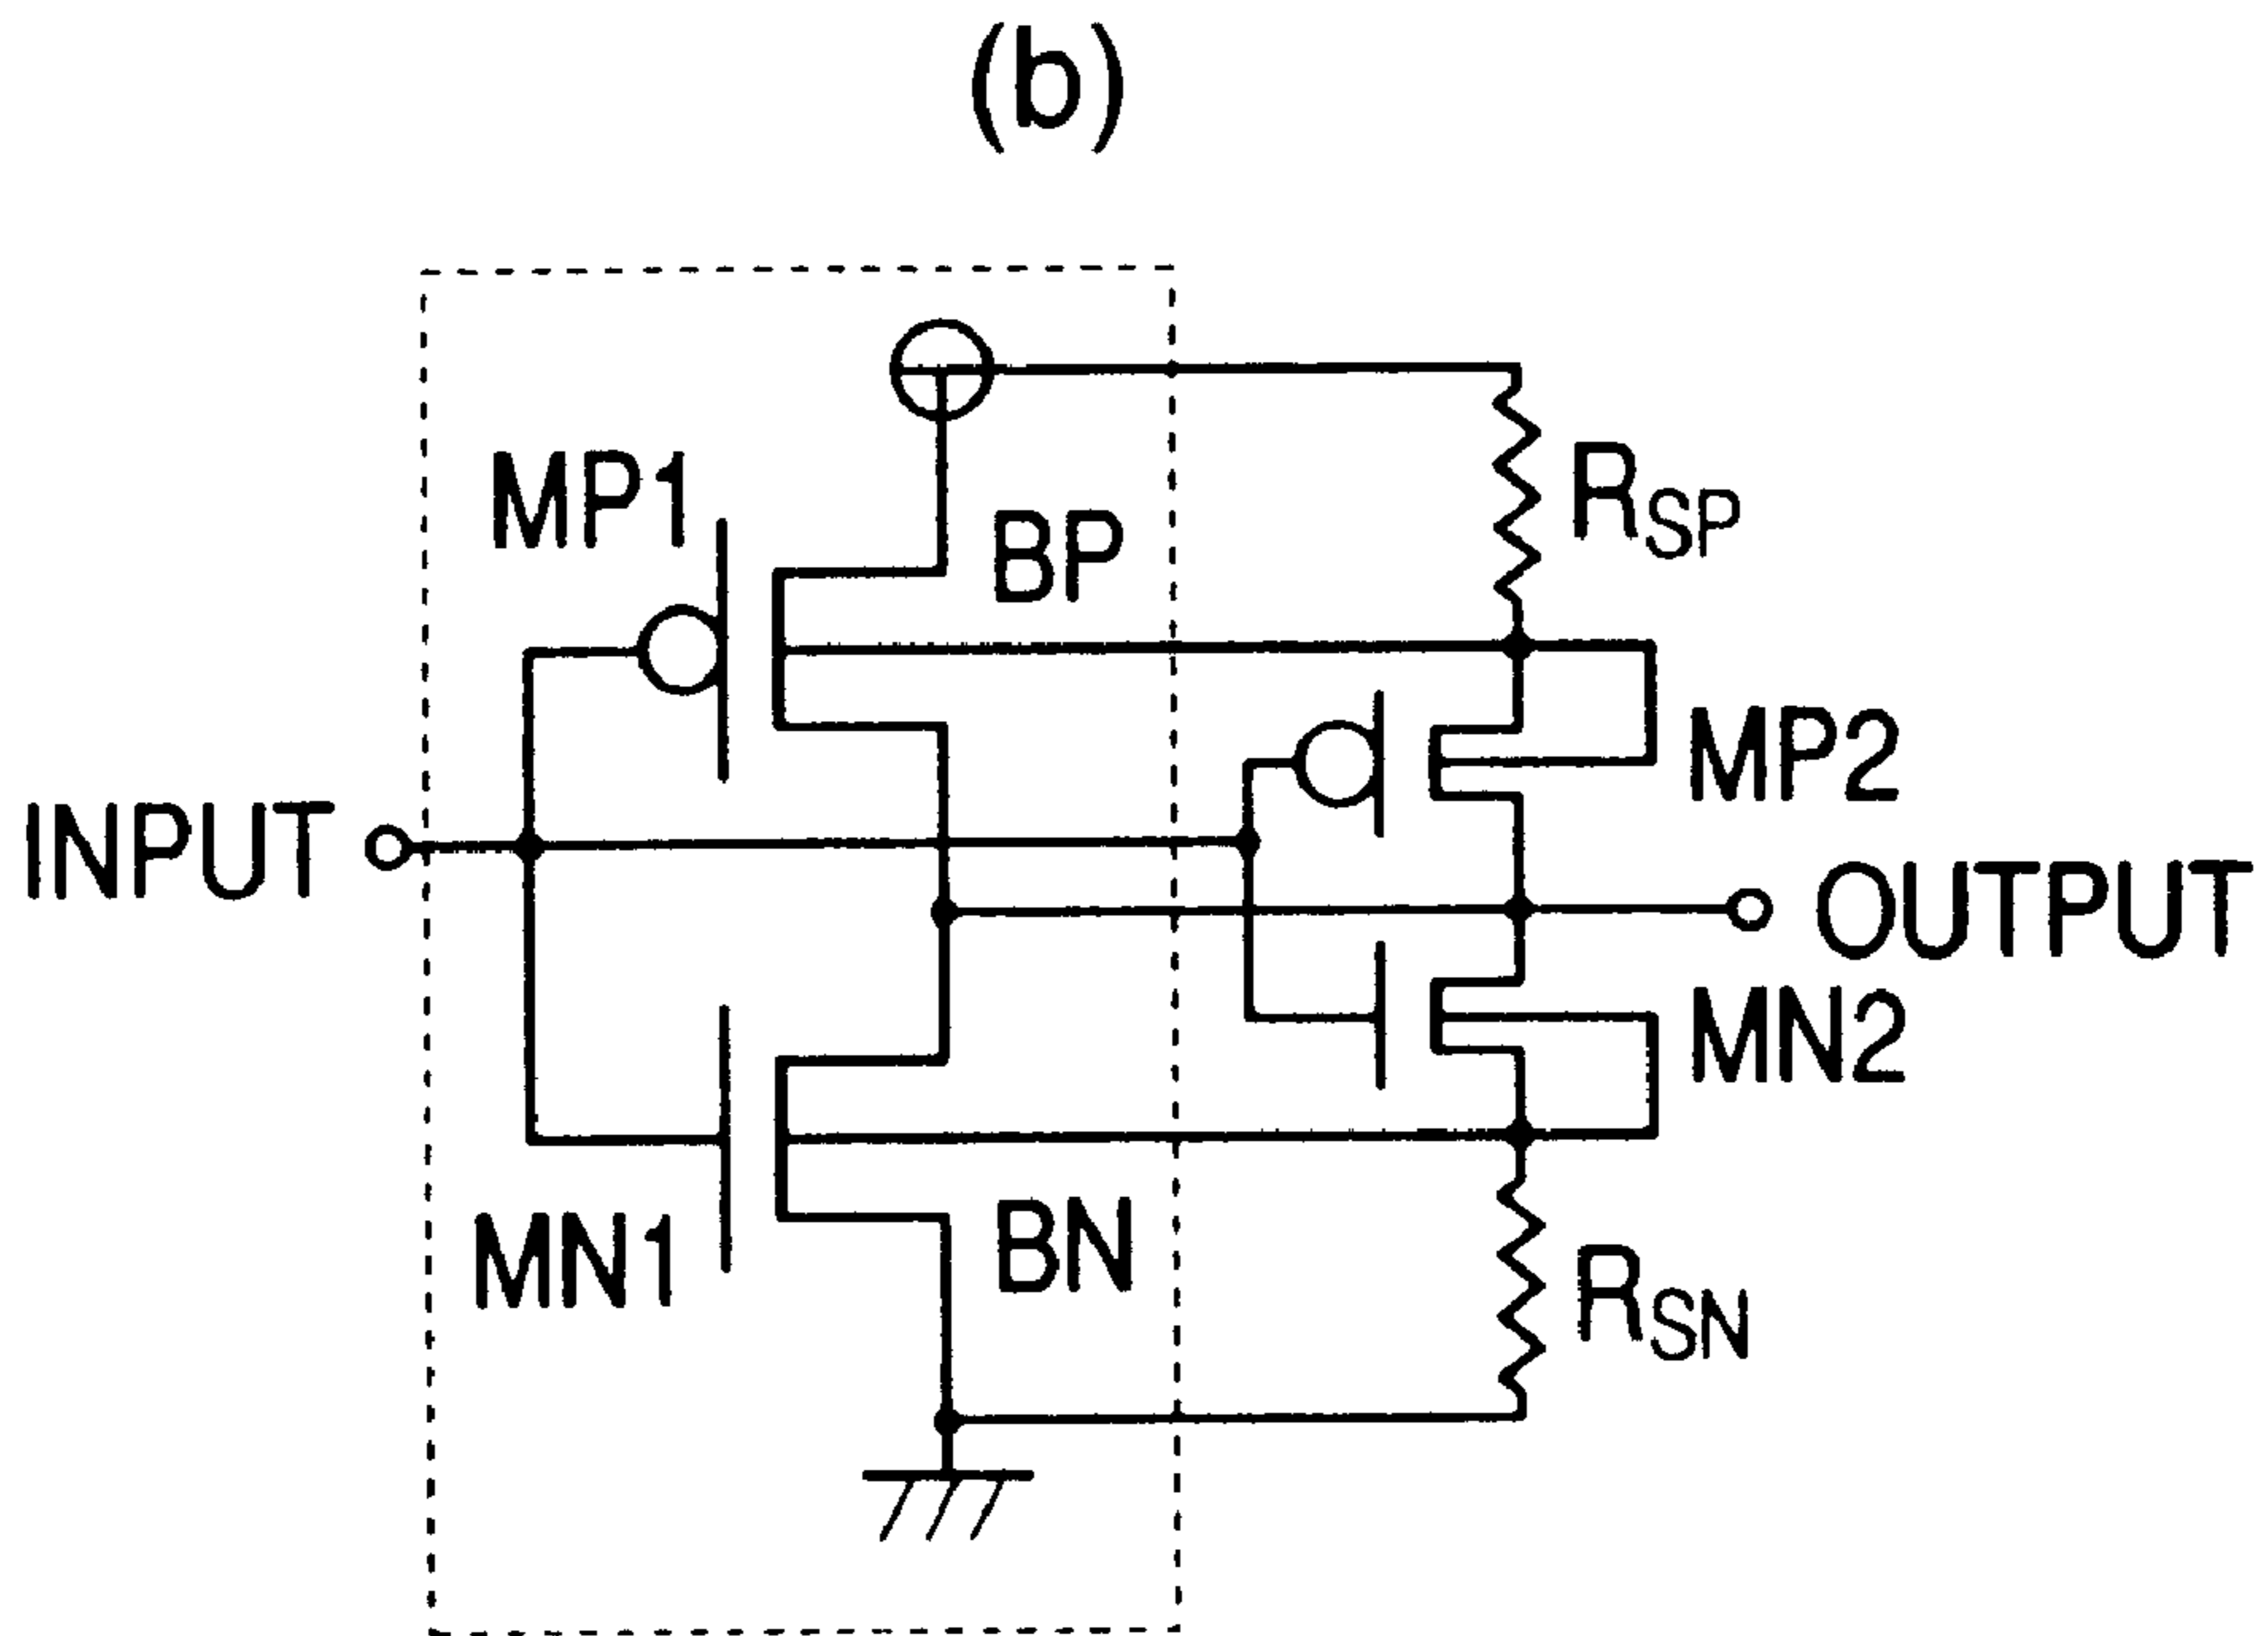 (b)
MP1
BP
RSP
MP2
INPUT
OUTPUT
MN2
MN1
BN
RSN